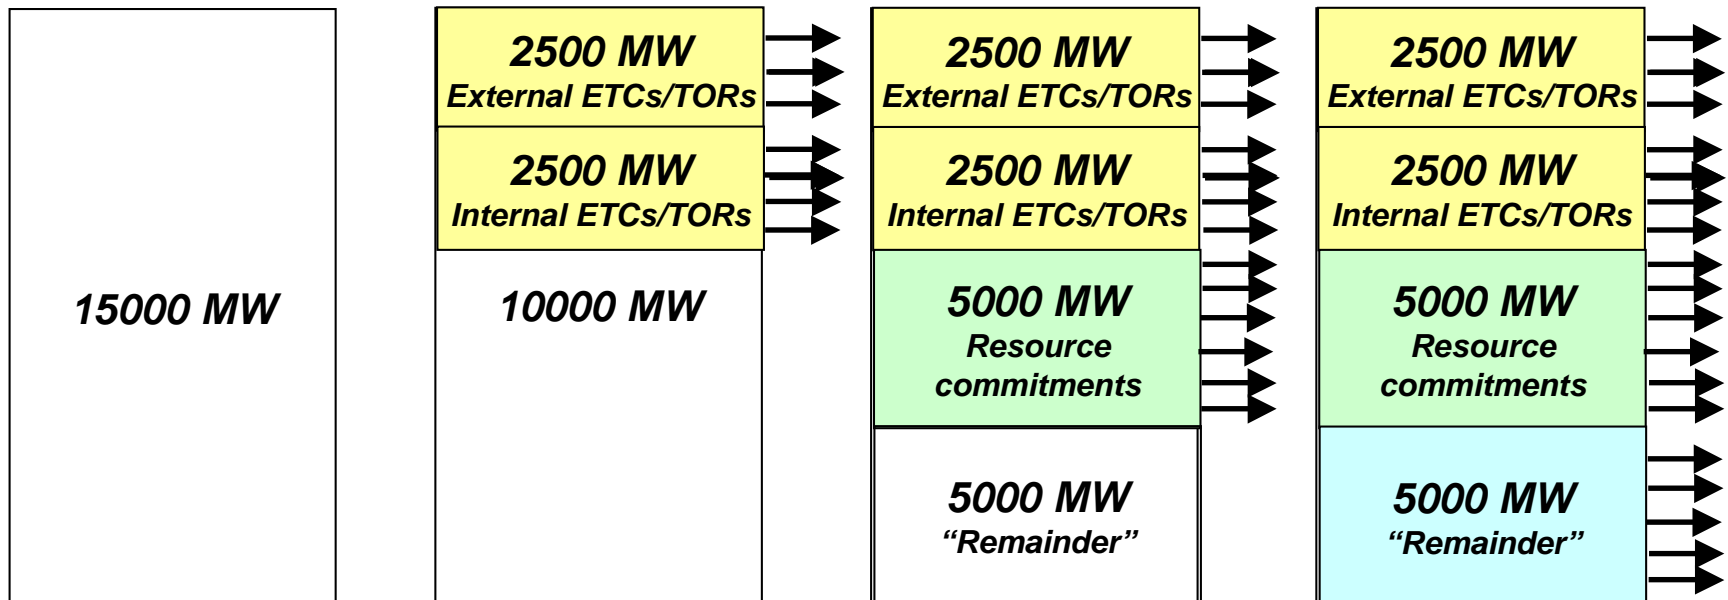 15000 MW
2500 MW
External ETCs/TORs
2500 MW
Internal ETCs/TORs
10000 MW
2500 MW
External ETCs/TORs
2500 MW
Internal ETCs/TORs
5000 MW
Resource
commitments
5000 MW
“Remainder”
2500 MW
External ETCs/TORs
2500 MW
Internal ETCs/TORs
5000 MW
Resource
commitments
5000 MW
“Remainder”